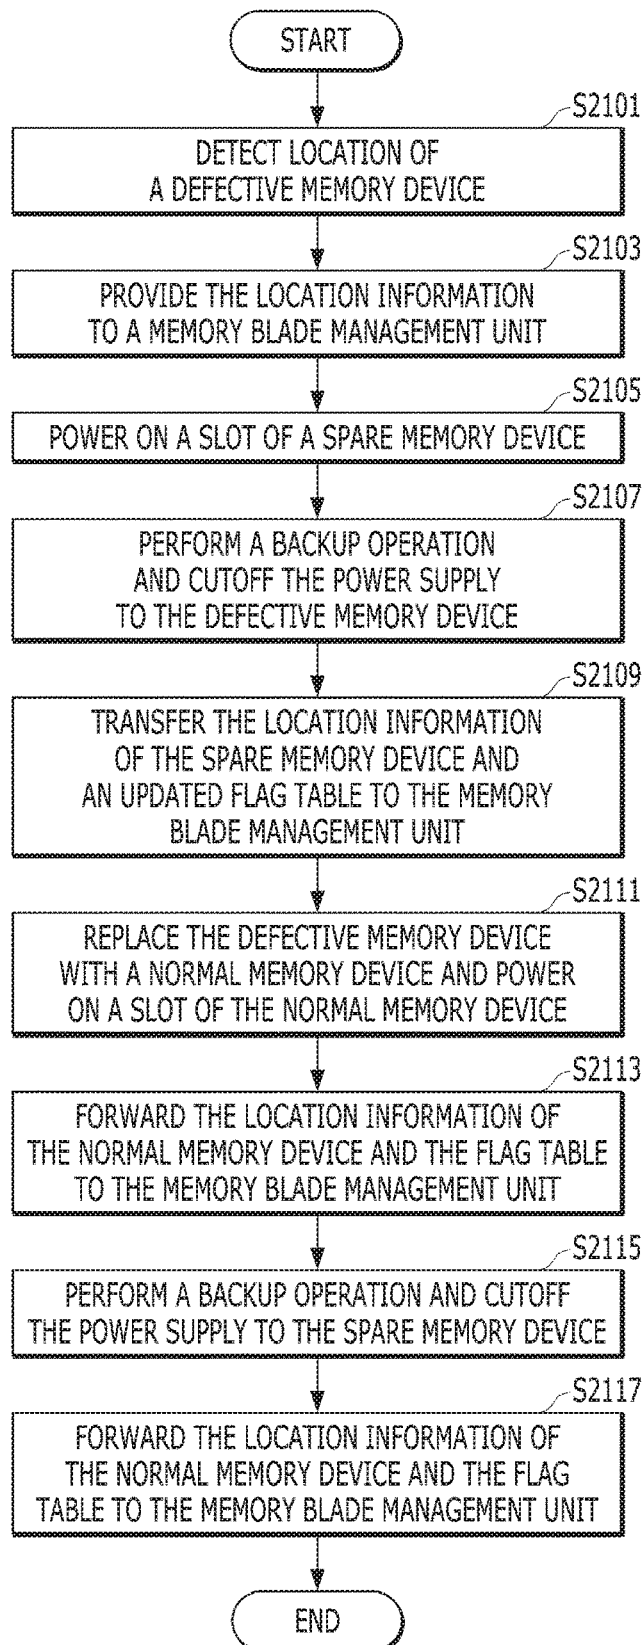 START
S2101
DETECT LOCATION OF
A DEFECTIVE MEMORY DEVICE
S2103
PROVIDE THE LOCATION INFORMATION
TO A MEMORY BLADE MANAGEMENT UNIT
S2105
POWER ON A SLOT OF A SPARE MEMORY DEVICE
S2107
PERFORM A BACKUP OPERATION
AND CUTOFF THE POWER SUPPLY
TO THE DEFECTIVE MEMORY DEVICE
S2109
TRANSFER THE LOCATION INFORMATION
OF THE SPARE MEMORY DEVICE AND
AN UPDATED FLAG TABLE TO THE MEMORY
BLADE MANAGEMENT UNIT
S2111
REPLACE THE DEFECTIVE MEMORY DEVICE
WITH A NORMAL MEMORY DEVICE AND POWER
ON A SLOT OF THE NORMAL MEMORY DEVICE
S2113
FORWARD THE LOCATION INFORMATION OF
THE NORMAL MEMORY DEVICE AND THE FLAG TABLE
TO THE MEMORY BLADE MANAGEMENT UNIT
S2115
PERFORM A BACKUP OPERATION AND CUTOFF
THE POWER SUPPLY TO THE SPARE MEMORY DEVICE
S2117
FORWARD THE LOCATION INFORMATION OF
THE NORMAL MEMORY DEVICE AND THE FLAG
TABLE TO THE MEMORY BLADE MANAGEMENT UNIT
END